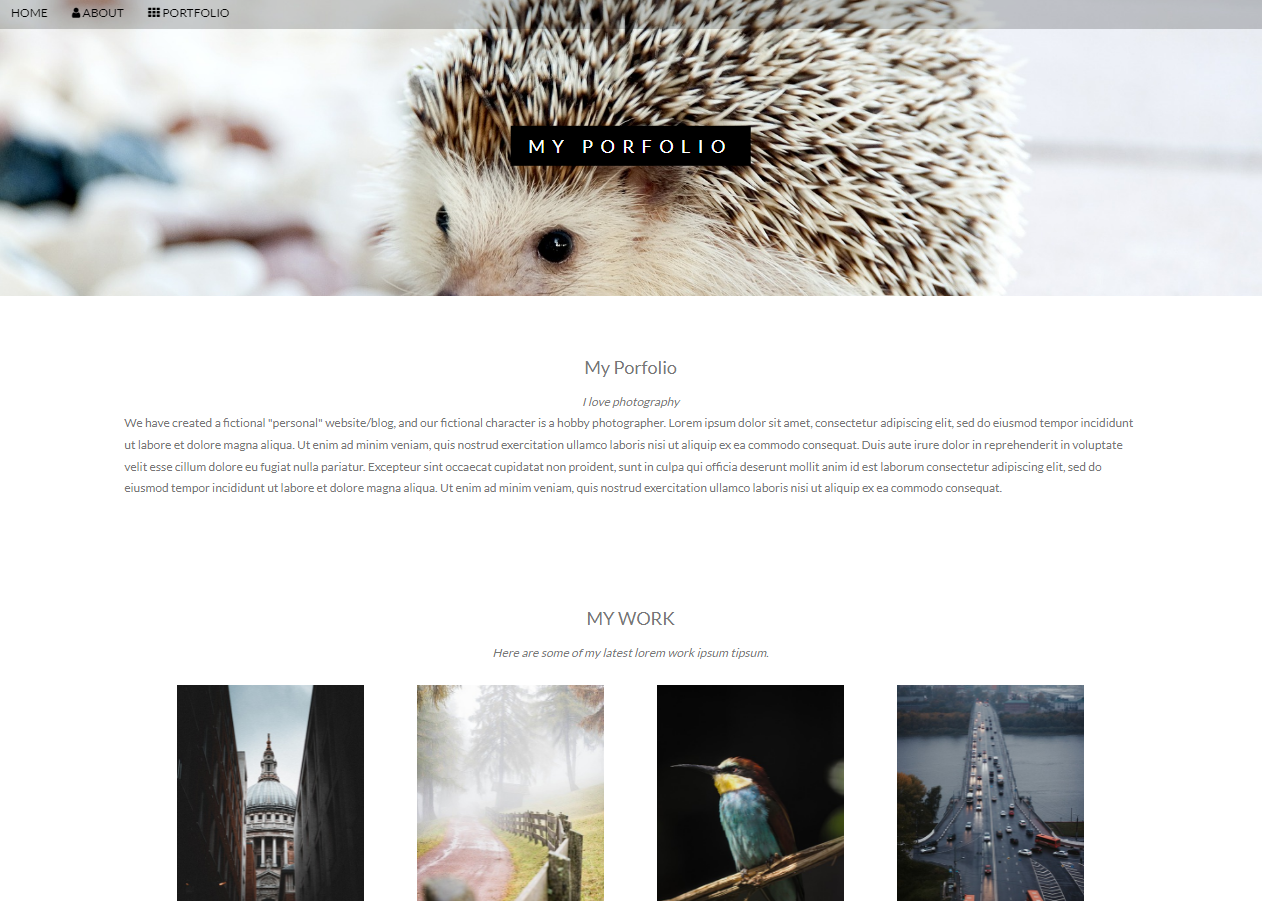 HOME ABOUT PORTFOLIO
MY PORFOLIO
My Porfolio
I love photography
We have created a fictional "personal" website/blog, and our fictional character is a hobby photographer. Lorem ipsum dolor sit amet, consectetur adipiscing elit, sed do eiusmod tempor incididunt
ut labore et dolore magna aliqua. Ut enim ad minim veniam, quis nostrud exercitation ullamco laboris nisi ut aliquip ex ea commodo consequat. Duis aute irure dolor in reprehenderit in voluptate
velit esse cillum dolore eu fugiat nulla pariatur. Excepteur sint occaecat cupidatat non proident, sunt in culpa qui officia deserunt mollit anim id est laborum consectetur adipiscing elit, sed do
eiusmod tempor incididunt ut labore et dolore magna aliqua. Ut enim ad minim veniam, quis nostrud exercitation ullamco laboris nisi ut aliquip ex ea commodo consequat.
MY WORK
Here are some of my latest lorem work ipsum tipsum.